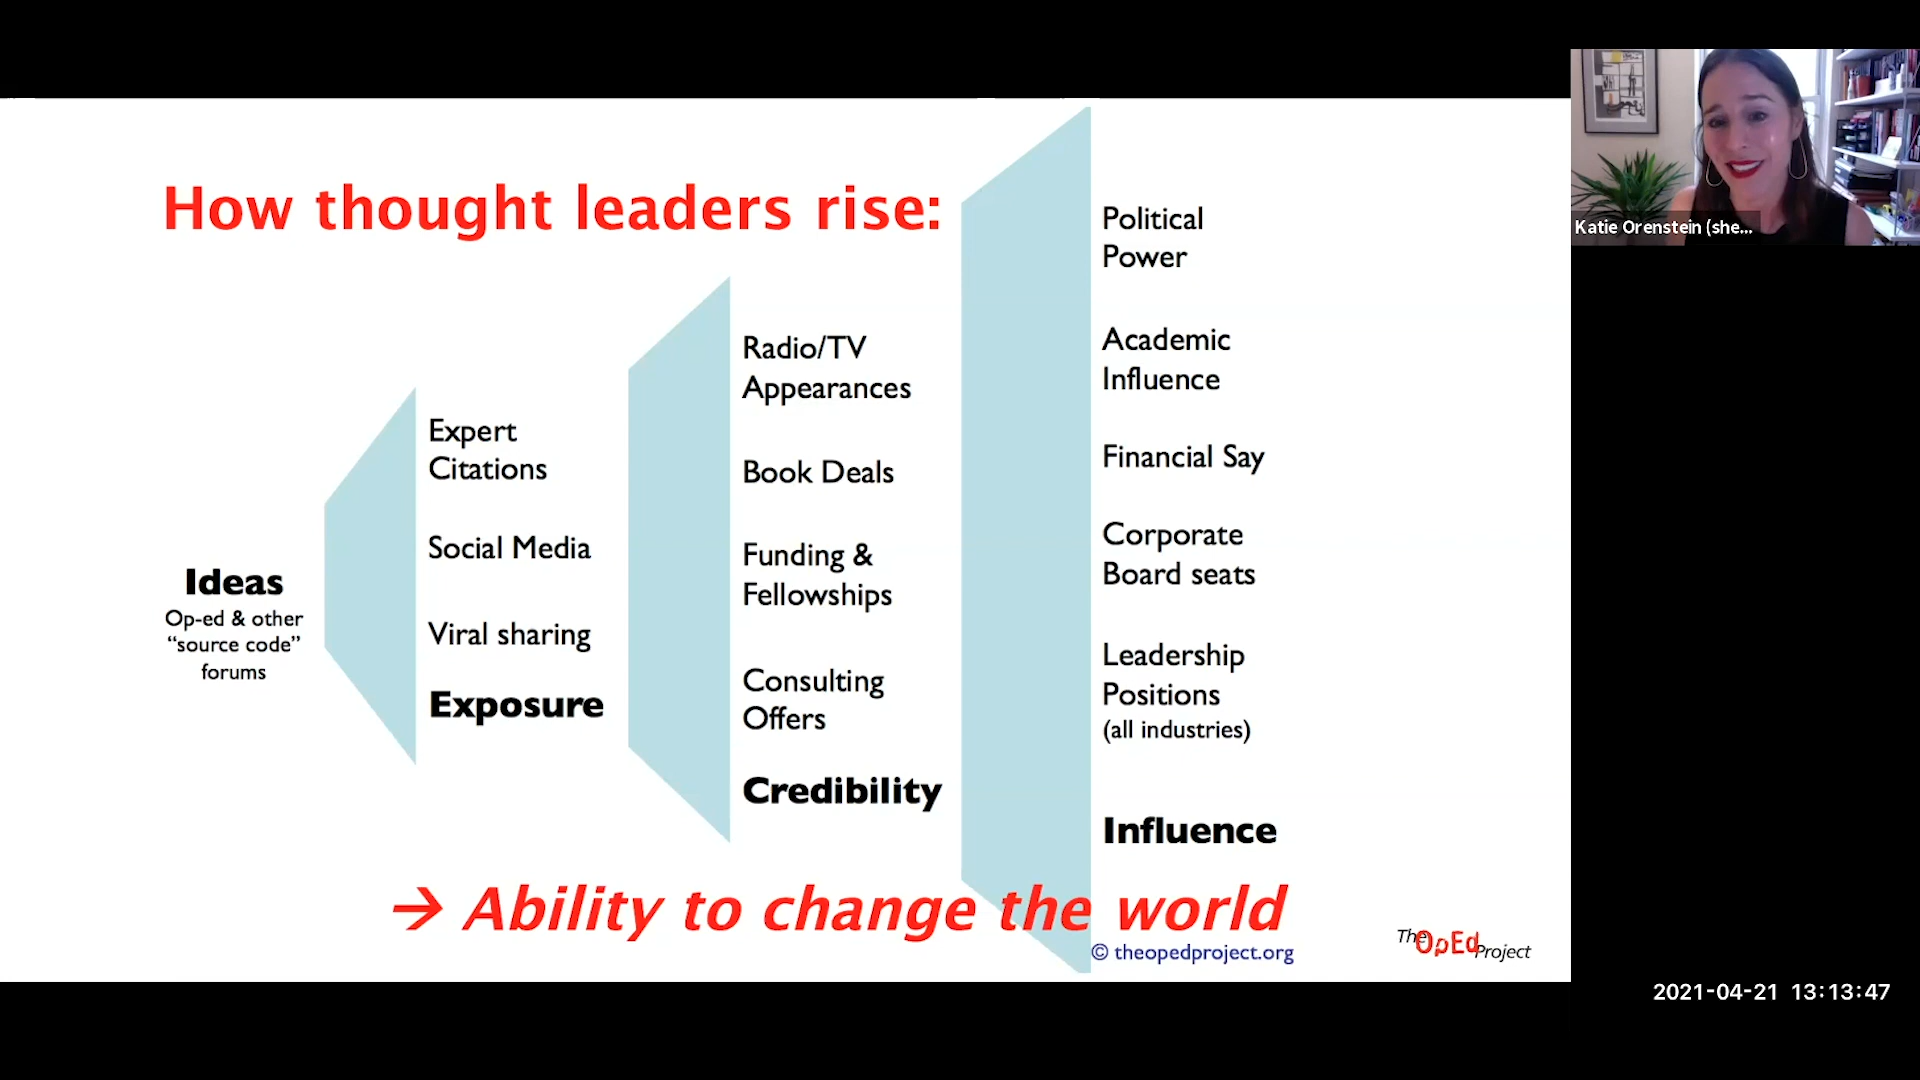 How thought leaders rise:
Ideas
Op-ed & other
“source code”
forums
Expert
Citations
Social Media
Viral sharing
Exposure
Radio/TV
Appearances
Book Deals
Funding &
Fellowships
Consulting
Offers
Credibility
Political
Power
Academic
Influence
Financial Say
Corporate
Board seats
Leadership
Positions
(all industries)
Influence
→ Ability to change the world
© theopedproject.org
The OpEd Project
Katie Orenstein (she...
2021-04-21 13:13:47